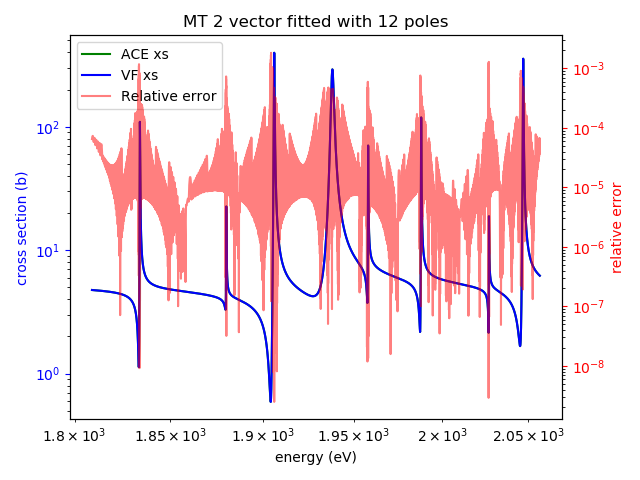 MT 2 vector fitted with 12 poles
ACE xs
VF xs
Relative error
cross section (b)
10²
10¹
10⁰
relative error
10⁻³
10⁻⁴
10⁻⁵
10⁻⁶
10⁻⁷
10⁻⁸
1.8 × 10³ 1.85 × 10³ 1.9 × 10³ 1.95 × 10³ 2 × 10³ 2.05 × 10³
energy (eV)